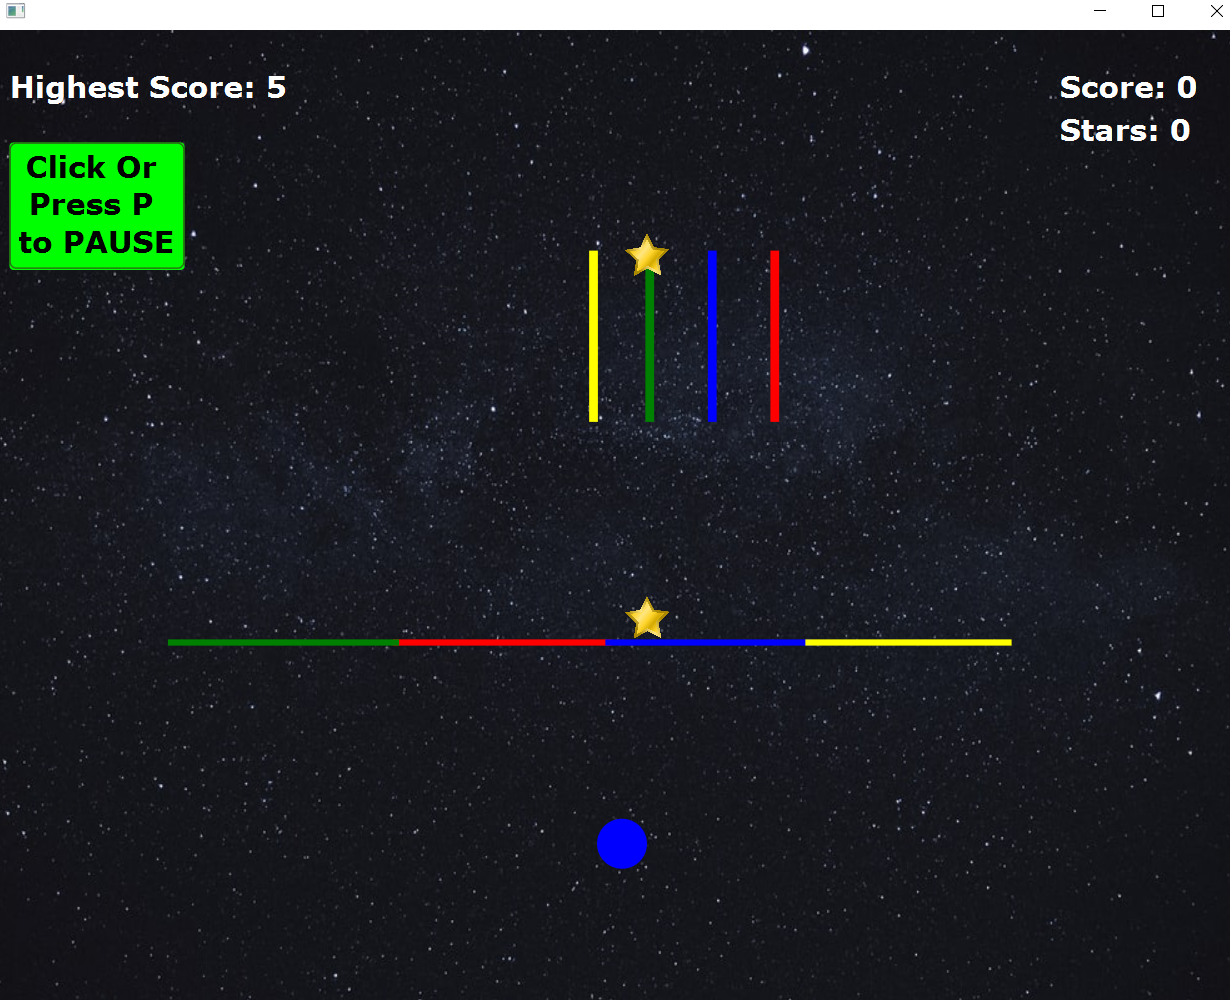 Highest Score: 5
Score: 0
Stars: 0
Click Or
Press P
to PAUSE